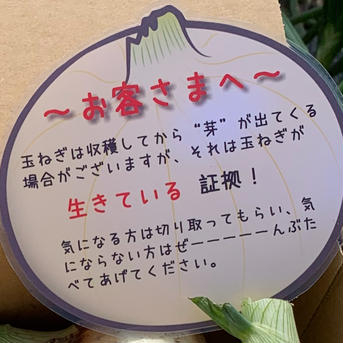 〜お客さまへ〜
玉ねぎは収穫してから“芽”が出てくる
場合がございますが、それは玉ねぎが
生きている 証拠！
気になる方は切り取ってもらい、気
にならない方はぜーーーーーんぶた
べてあげてください。